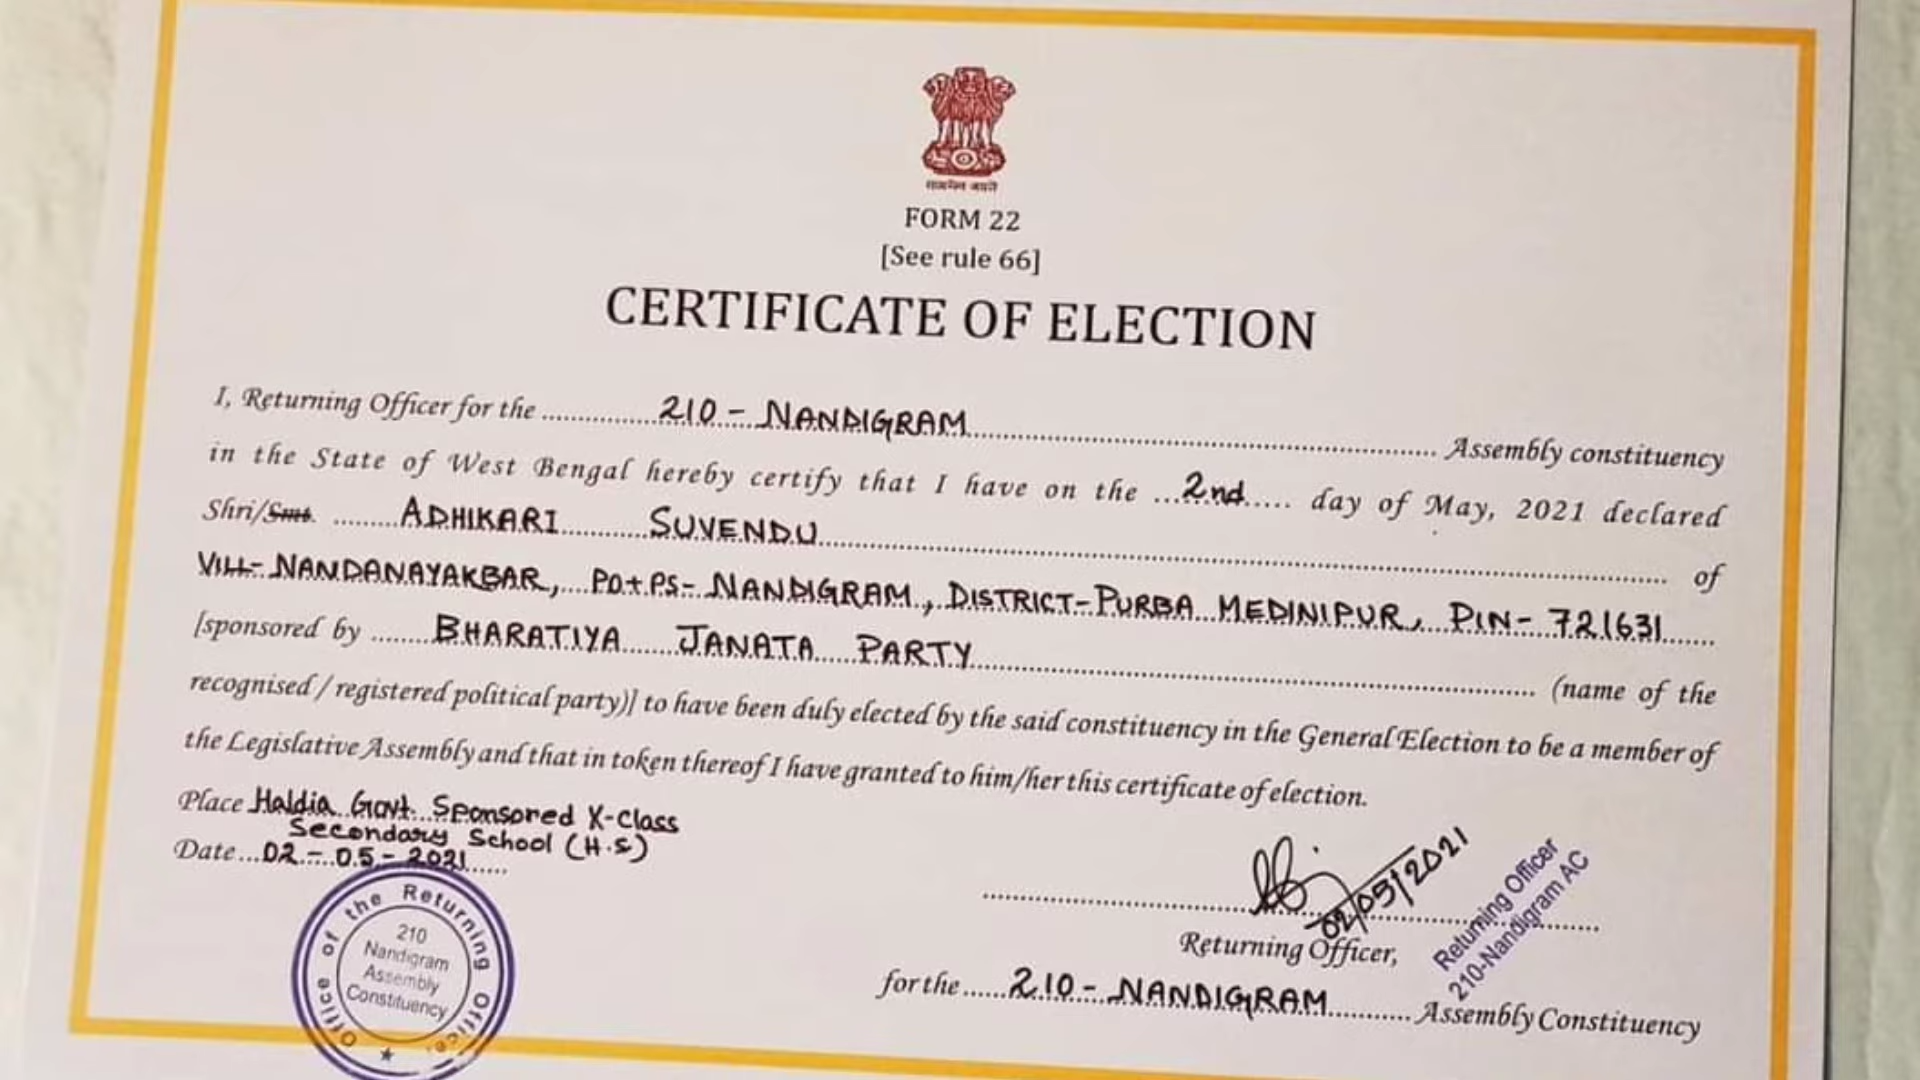 सत्यमेव जयते
FORM 22
[See rule 66]
CERTIFICATE OF ELECTION
I, Returning Officer for the ............ 210 - NANDIGRAM ............ Assembly constituency
in the State of West Bengal hereby certify that I have on the ...2nd..... day of May, 2021 declared
Shri/Smt. ......... ADHIKARI ......... SUVENDU ............ of
VILL- NANDANAYAKBAR, PO+PS- NANDIGRAM, DISTRICT- PURBA MEDINIPUR, PIN- 721631
[sponsored by ........ BHARATIYA JANATA PARTY ............ (name of the
recognised / registered political party)] to have been duly elected by the said constituency in the General Election to be a member of
the Legislative Assembly and that in token thereof I have granted to him/her this certificate of election.
Place Haldia Govt. Sponsored X-Class
Secondary School (H.S)
Date...02-05-2021......
Office of the Returning Officer
210
Nandigram
Assembly
Constituency
02/05/2021
Returning Officer
210-Nandigram AC
Returning Officer,
for the ...... 210 - NANDIGRAM ............ Assembly Constituency